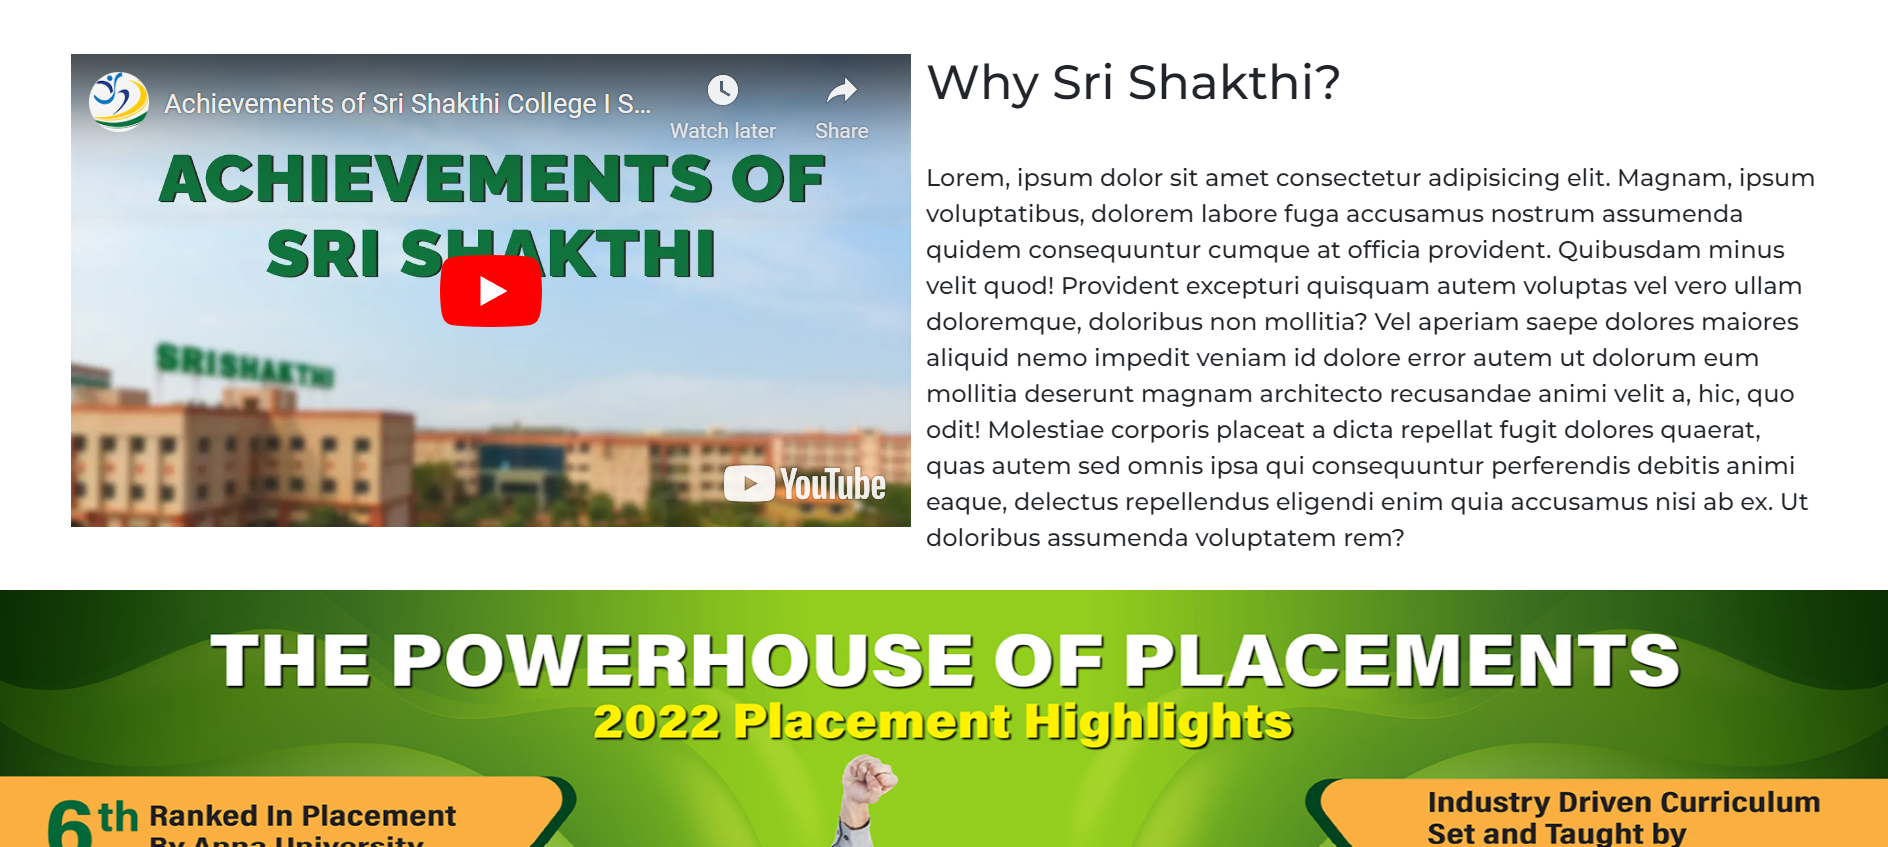 Achievements of Sri Shakthi College I S...
Watch later
Share
ACHIEVEMENTS OF
SRI SHAKTHI
SRISHAKTHI
YouTube
Why Sri Shakthi?
Lorem, ipsum dolor sit amet consectetur adipisicing elit. Magnam, ipsum
voluptatibus, dolorem labore fuga accusamus nostrum assumenda
quidem consequuntur cumque at officia provident. Quibusdam minus
velit quod! Provident excepturi quisquam autem voluptas vel vero ullam
doloremque, doloribus non mollitia? Vel aperiam saepe dolores maiores
aliquid nemo impedit veniam id dolore error autem ut dolorum eum
mollitia deserunt magnam architecto recusandae animi velit a, hic, quo
odit! Molestiae corporis placeat a dicta repellat fugit dolores quaerat,
quas autem sed omnis ipsa qui consequuntur perferendis debitis animi
eaque, delectus repellendus eligendi enim quia accusamus nisi ab ex. Ut
doloribus assumenda voluptatem rem?
THE POWERHOUSE OF PLACEMENTS
2022 Placement Highlights
6th Ranked In Placement
By Anna University
Industry Driven Curriculum
Set and Taught by